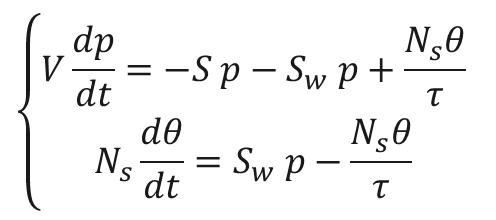 V dp/dt = −S p − S_w p + N_sθ/τ
N_s dθ/dt = S_w p − N_sθ/τ